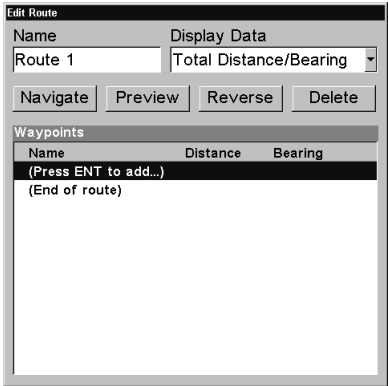 Edit Route
Name Display Data
Route 1 Total Distance/Bearing
Navigate Preview Reverse Delete
Waypoints
Name Distance Bearing
(Press ENT to add...)
(End of route)